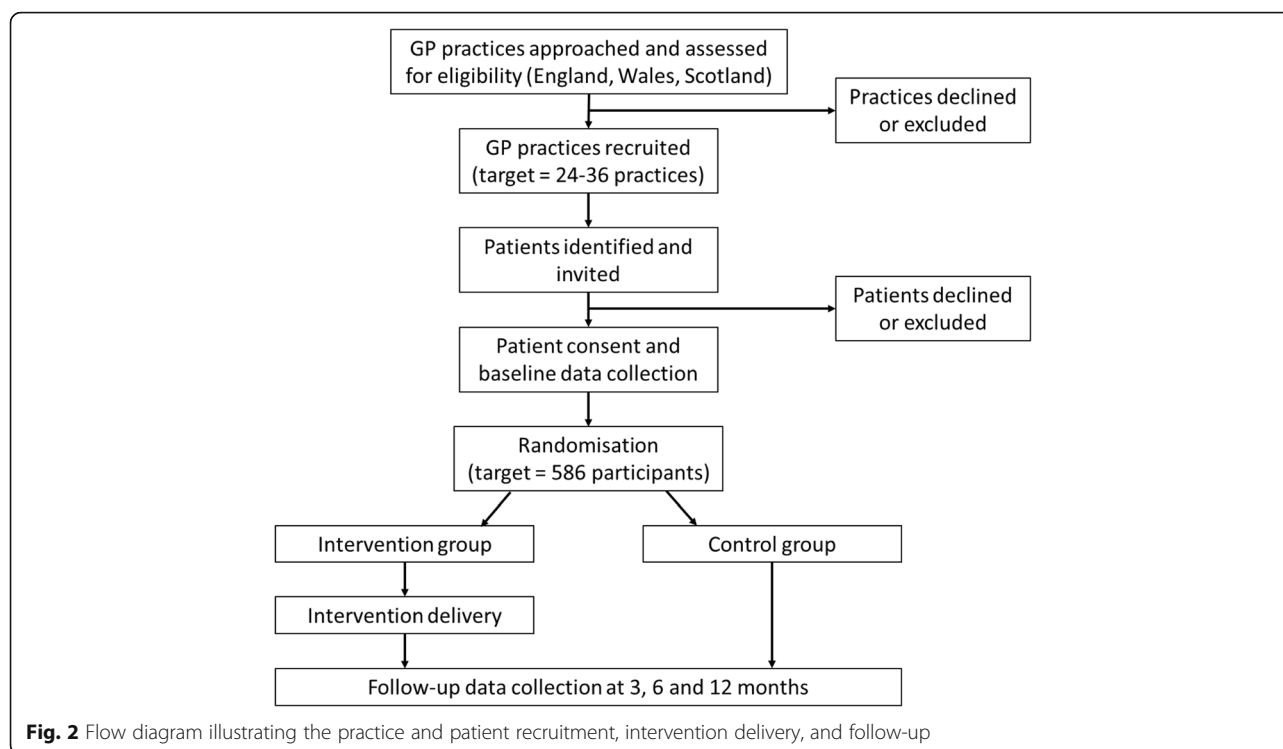 GP practices approached and assessed
for eligibility (England, Wales, Scotland)
Practices declined
or excluded
GP practices recruited
(target = 24-36 practices)
Patients identified and
invited
Patients declined
or excluded
Patient consent and
baseline data collection
Randomisation
(target = 586 participants)
Intervention group
Control group
Intervention delivery
Follow-up data collection at 3, 6 and 12 months
Fig. 2 Flow diagram illustrating the practice and patient recruitment, intervention delivery, and follow-up